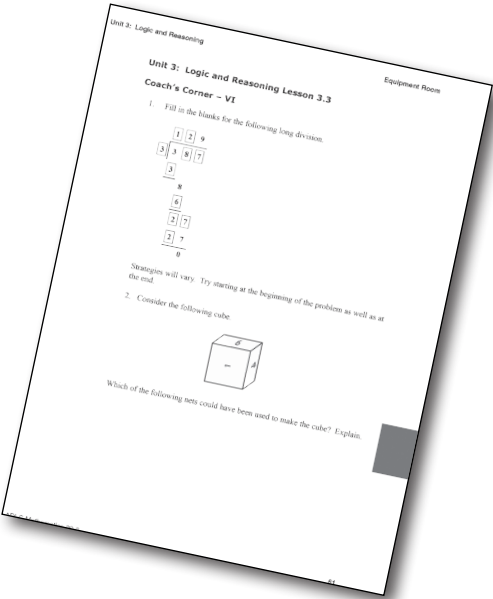 Unit 3: Logic and Reasoning
Equipment Room
Unit 3: Logic and Reasoning Lesson 3.3
Coach's Corner – VI
1. Fill in the blanks for the following long division.
1 2 9
3 3 8 7
3
8
6
2 7
2 7
0
Strategies will vary. Try starting at the beginning of the problem as well as at
the end.
2. Consider the following cube.
Which of the following nets could have been used to make the cube? Explain.